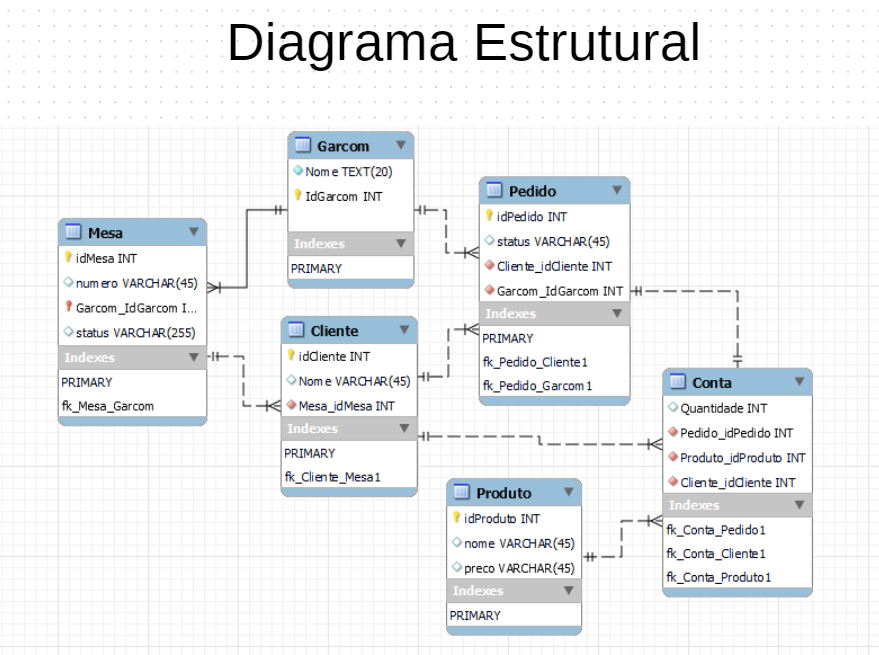 Diagrama Estrutural
Garcom
Nome TEXT(20)
IdGarcom INT
Indexes
PRIMARY
Pedido
idPedido INT
status VARCHAR(45)
Cliente_idCliente INT
Garcom_IdGarcom INT
Indexes
PRIMARY
fk_Pedido_Cliente1
fk_Pedido_Garcom1
Mesa
idMesa INT
numero VARCHAR(45)
Garcom_IdGarcom I...
status VARCHAR(255)
Indexes
PRIMARY
fk_Mesa_Garcom
Cliente
idCliente INT
Nome VARCHAR(45)
Mesa_idMesa INT
Indexes
PRIMARY
fk_Cliente_Mesa1
Conta
Quantidade INT
Pedido_idPedido INT
Produto_idProduto INT
Cliente_idCliente INT
Indexes
fk_Conta_Pedido1
fk_Conta_Cliente1
fk_Conta_Produto1
Produto
idProduto INT
nome VARCHAR(45)
preco VARCHAR(45)
Indexes
PRIMARY